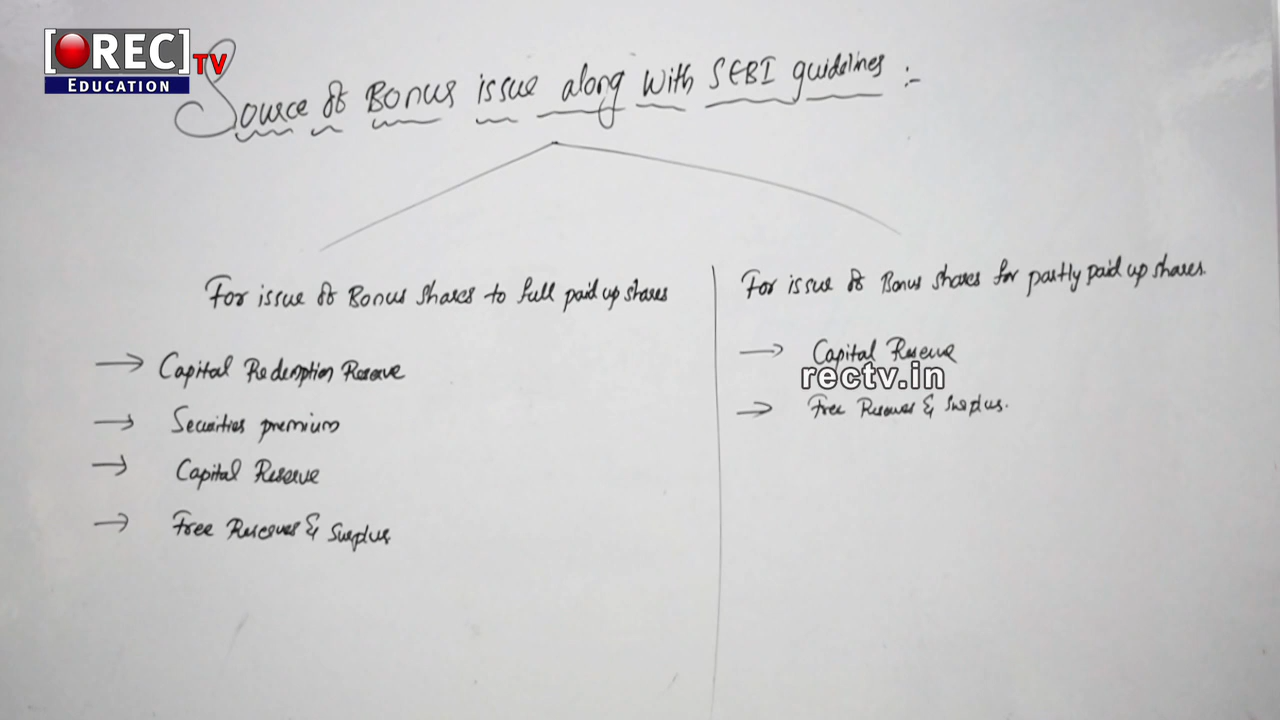 [REC] TV
EDUCATION
Source of Bonus issue along with SEBI guidelines :-
For issue of Bonus shares to full paid up shares
→ Capital Redemption Reserve
→ Securities premium
→ Capital Reserve
→ Free Reserves & Surplus
For issue of Bonus shares for partly paid up shares.
→ Capital Reserve
rectv.in
→ Free Reserves & Surplus.